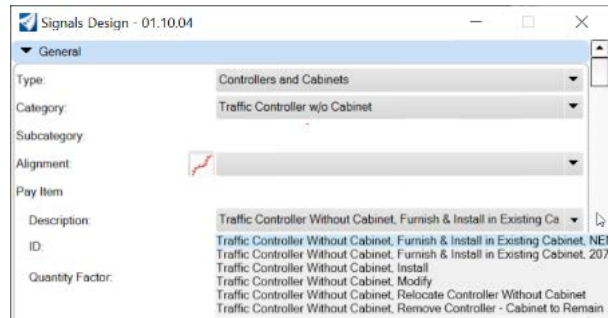 Signals Design - 01.10.04
General
Type: Controllers and Cabinets
Category: Traffic Controller w/o Cabinet
Subcategory:
Alignment:
Pay Item
Description: Traffic Controller Without Cabinet, Furnish & Install in Existing Ca
Traffic Controller Without Cabinet, Furnish & Install in Existing Cabinet, NEM
ID: Traffic Controller Without Cabinet, Furnish & Install in Existing Cabinet, 207
Traffic Controller Without Cabinet, Install
Quantity Factor: Traffic Controller Without Cabinet, Modify
Traffic Controller Without Cabinet, Relocate Controller Without Cabinet
Traffic Controller Without Cabinet, Remove Controller - Cabinet to Remain